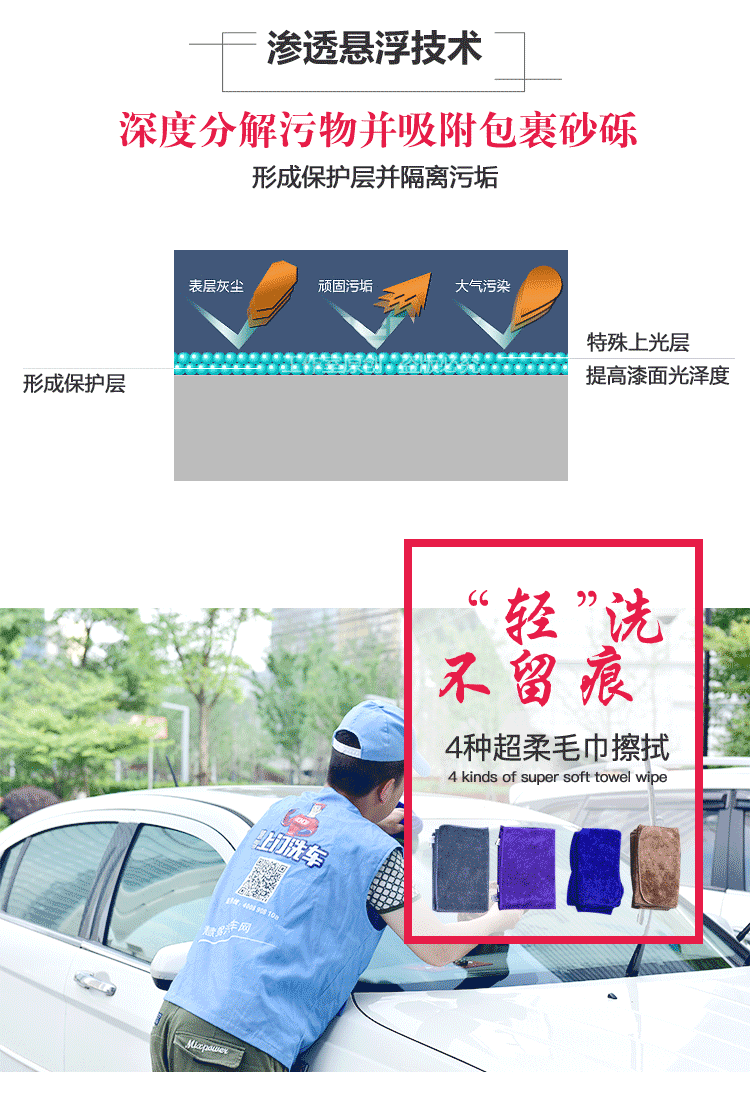 渗透悬浮技术
深度分解污物并吸附包裹砂砾
形成保护层并隔离污垢
表层灰尘
顽固污垢
大气污染
特殊上光层
形成保护层
提高漆面光泽度
“轻”洗
不留痕
4种超柔毛巾擦拭
4 kinds of super soft towel wipe
上门洗车
Mixpower